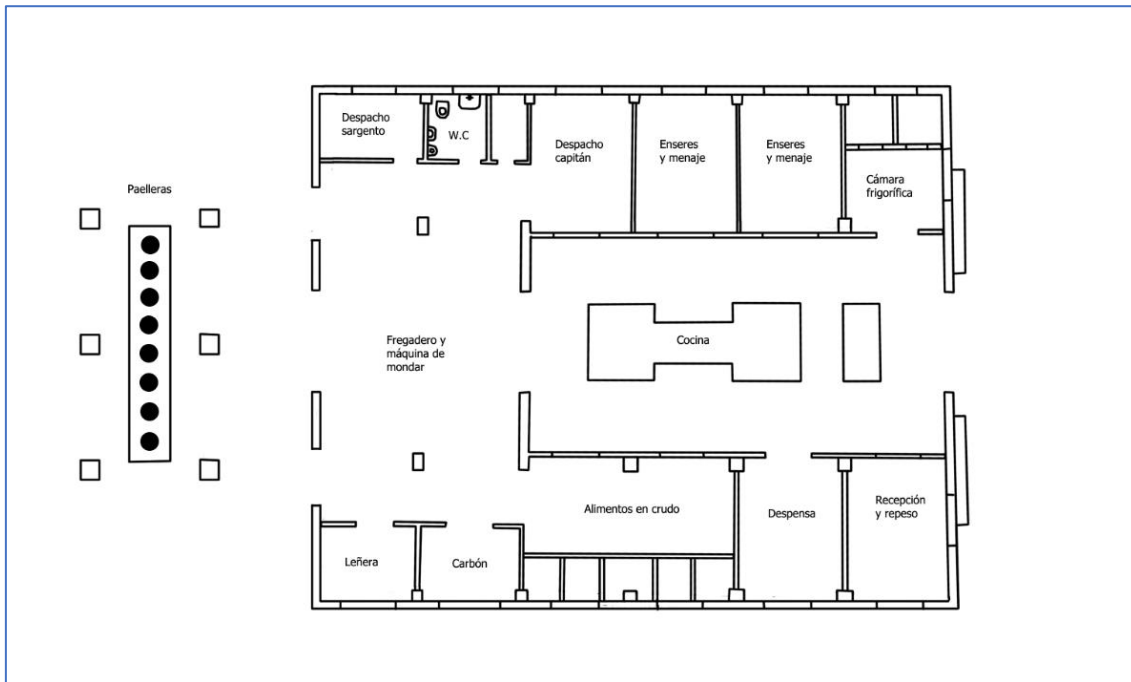 Despacho
sargento
W.C
Despacho
capitán
Enseres
y menaje
Enseres
y menaje
Cámara
frigorífica
Paelleras
Fregadero y
máquina de
mondar
Cocina
Alimentos en crudo
Despensa
Recepción
y repeso
Leñera
Carbón